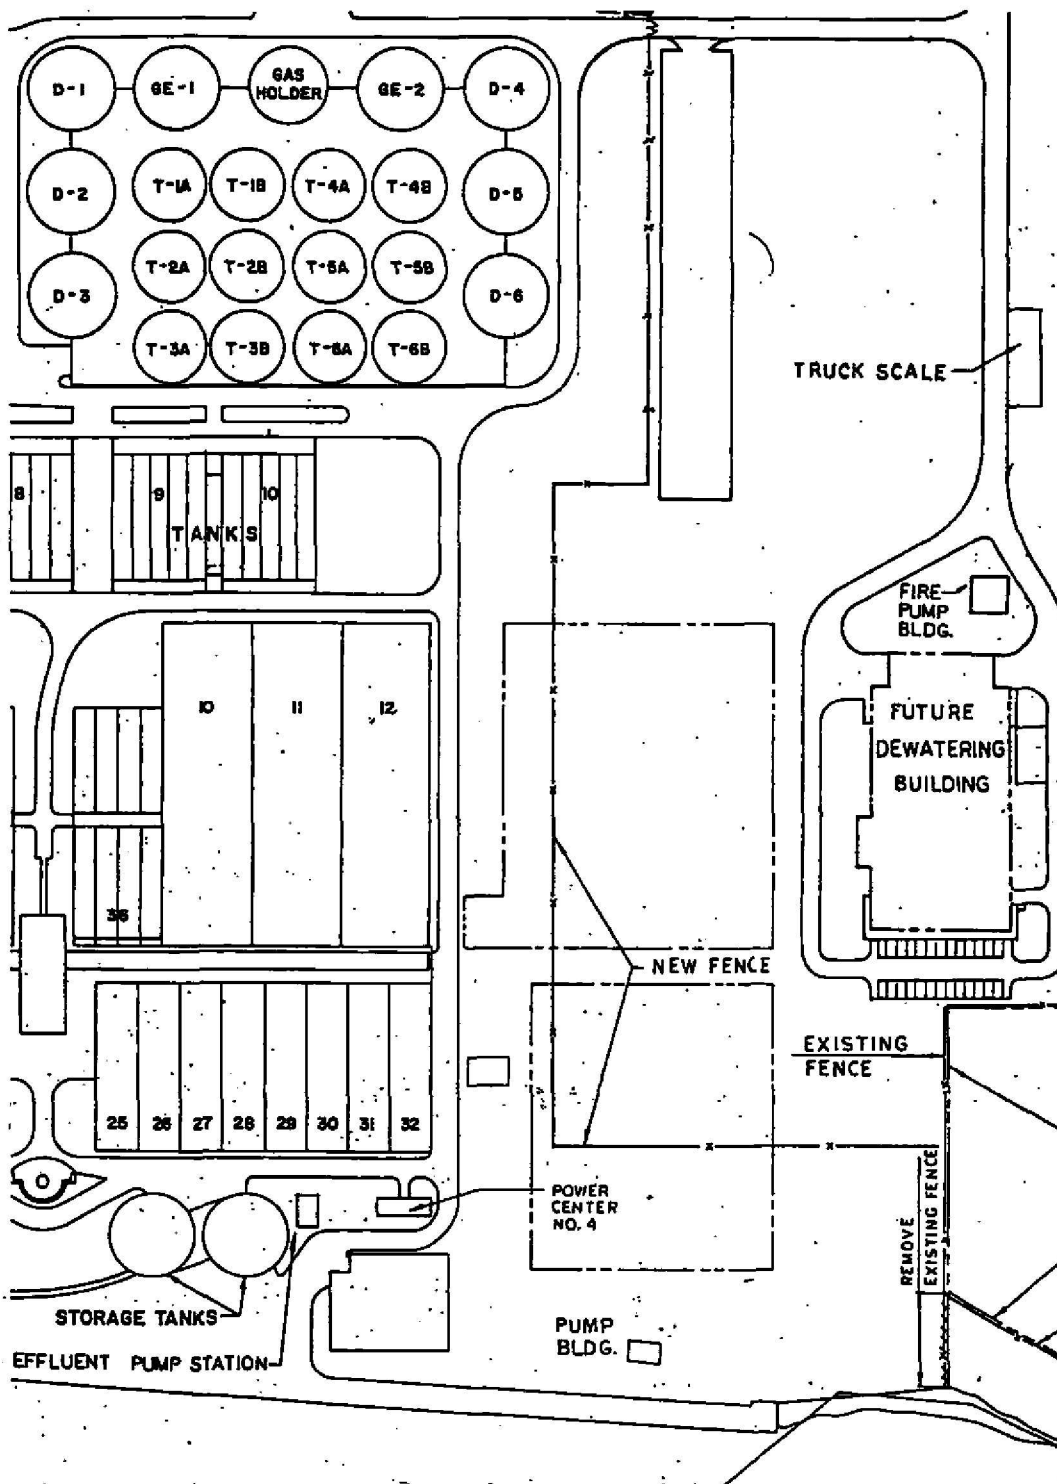 D-1
GE-1
GAS
HOLDER
GE-2
D-4
D-2
T-1A
T-1B
T-4A
T-4B
D-5
T-2A
T-2B
T-5A
T-5B
D-3
D-6
T-3A
T-3B
T-6A
T-6B
TRUCK SCALE
8
9
10
TANKS
FIRE
PUMP
BLDG.
10
11
12
FUTURE
DEWATERING
BUILDING
36
NEW FENCE
EXISTING
FENCE
25
26
27
28
29
30
31
32
POWER
CENTER
NO. 4
REMOVE
EXISTING FENCE
STORAGE TANKS
EFFLUENT PUMP STATION
PUMP
BLDG.